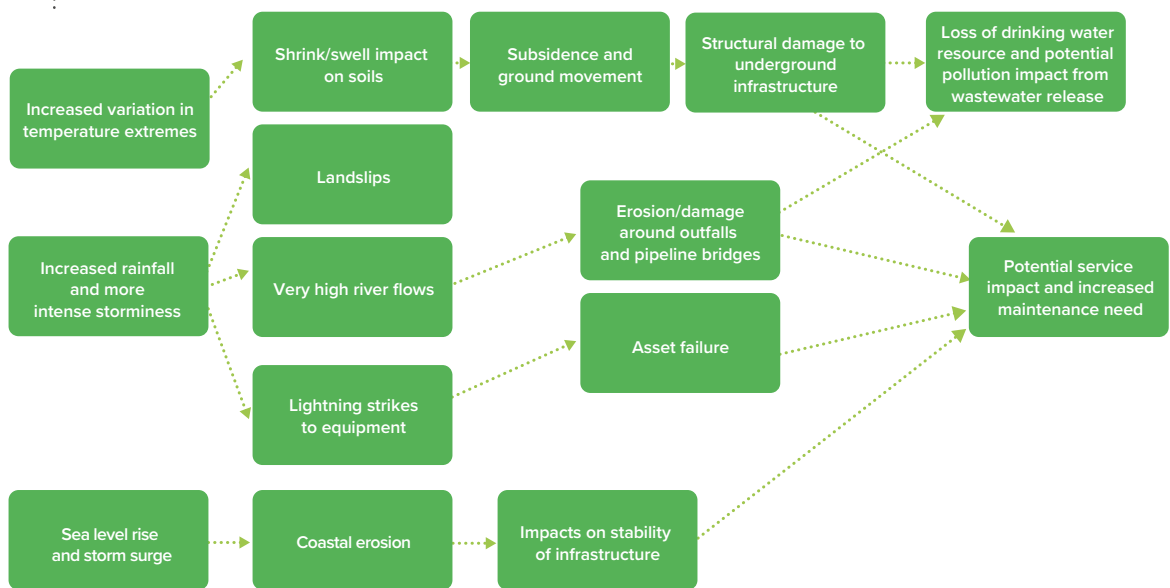 Increased variation in
temperature extremes
Shrink/swell impact
on soils
Subsidence and
ground movement
Structural damage to
underground
infrastructure
Loss of drinking water
resource and potential
pollution impact from
wastewater release
Landslips
Increased rainfall
and more
intense storminess
Very high river flows
Erosion/damage
around outfalls
and pipeline bridges
Potential service
impact and increased
maintenance need
Lightning strikes
to equipment
Asset failure
Sea level rise
and storm surge
Coastal erosion
Impacts on stability
of infrastructure